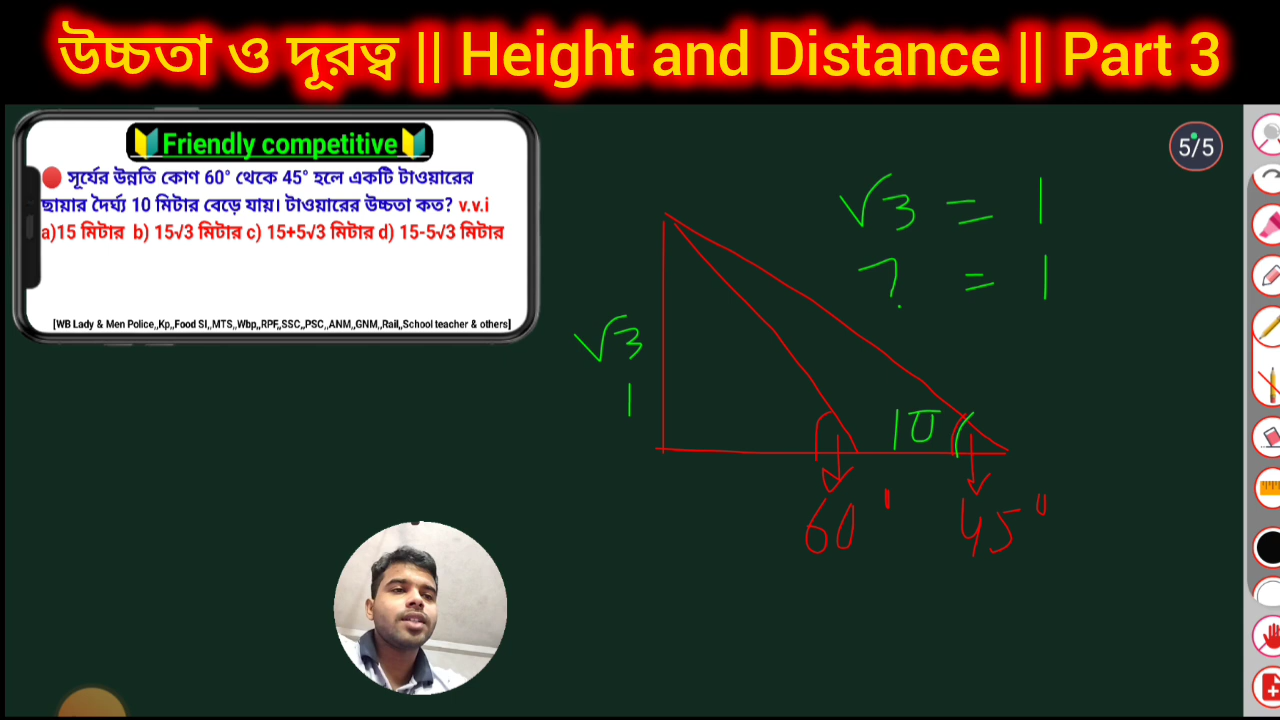 উচ্চতা ও দূরত্ব || Height and Distance || Part 3
🔰Friendly competitive🔰
🔴 সূর্যের উন্নতি কোণ 60° থেকে 45° হলে একটি টাওয়ারের
ছায়ার দৈর্ঘ্য 10 মিটার বেড়ে যায়। টাওয়ারের উচ্চতা কত? v.v.i
a)15 মিটার b) 15√3 মিটার c) 15+5√3 মিটার d) 15-5√3 মিটার
[WB Lady & Men Police,,Kp,,Food SI,,MTS,,Wbp,,RPF,,SSC,,PSC,,ANM,,GNM,,Rail,,School teacher & others]
5/5
√3 = 1
? = 1
√3
1
10
60° 45°